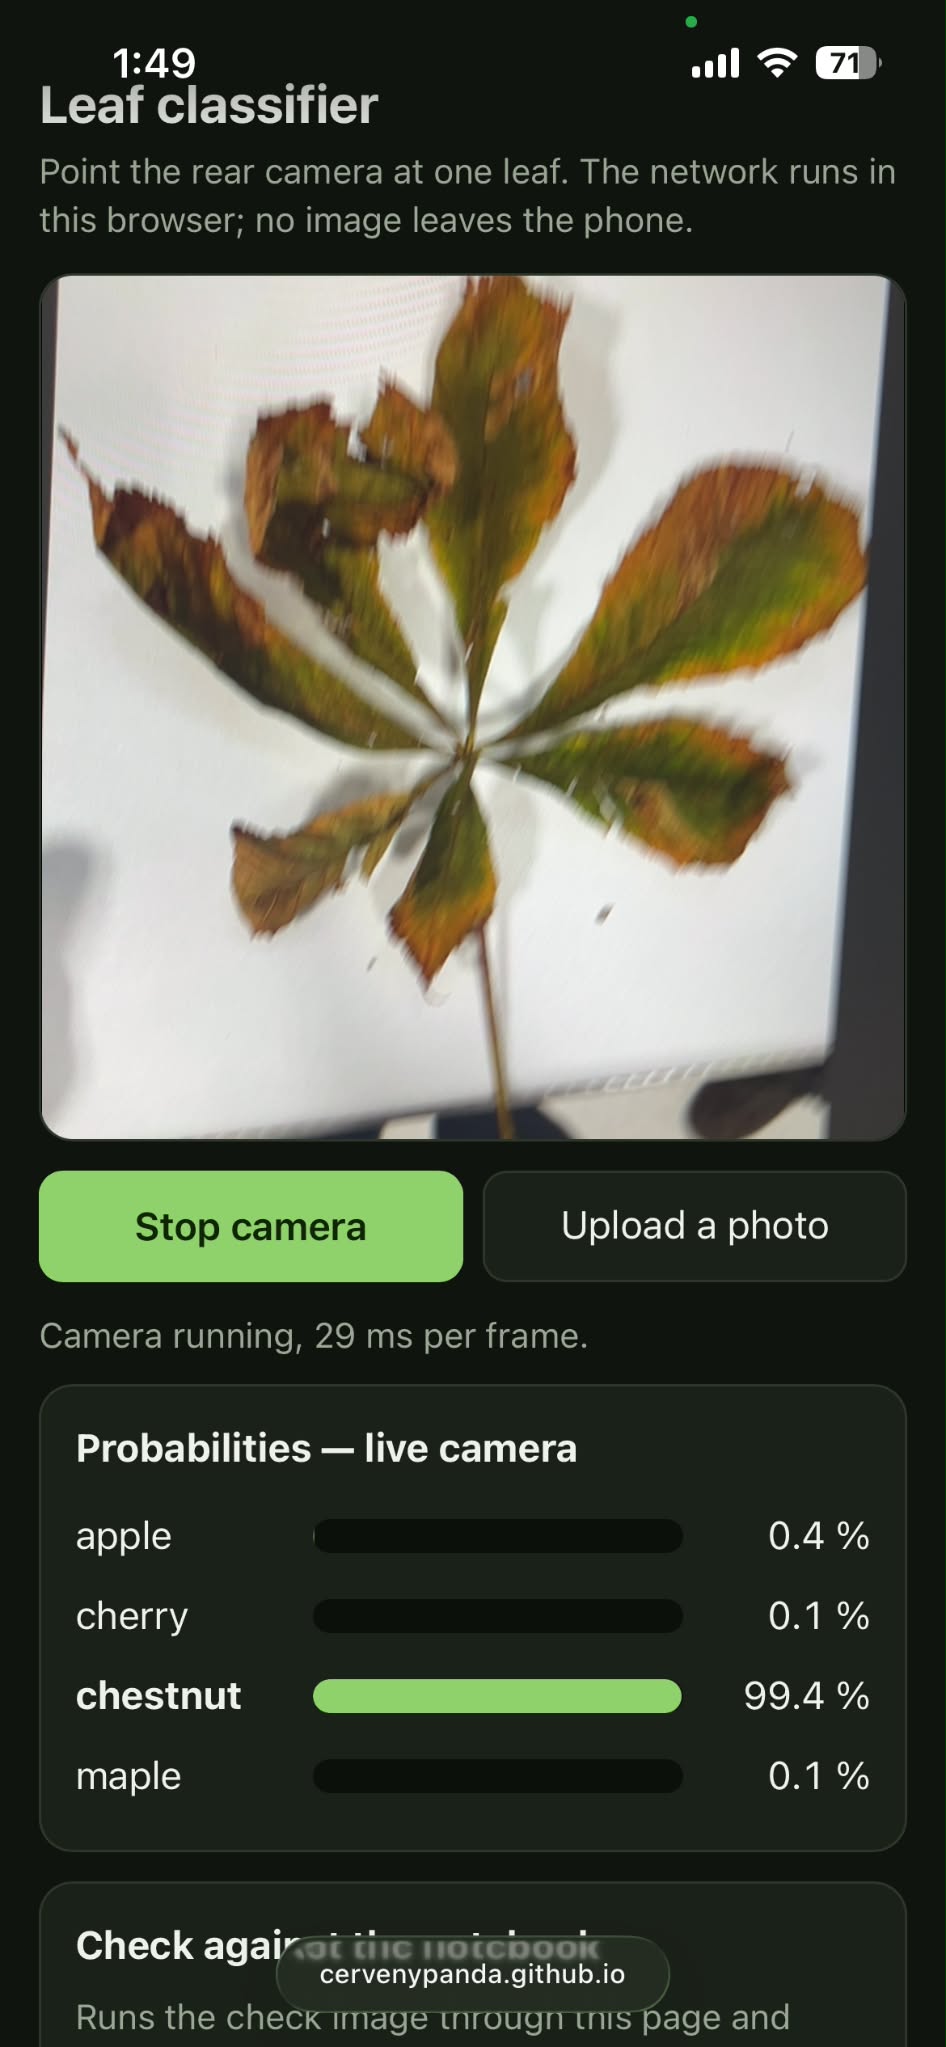 1:49
71
Leaf classifier
Point the rear camera at one leaf. The network runs in
this browser; no image leaves the phone.
Stop camera
Upload a photo
Camera running, 29 ms per frame.
Probabilities — live camera
apple 0.4 %
cherry 0.1 %
chestnut 99.4 %
maple 0.1 %
Check against the notebook
cervenypanda.github.io
Runs the check image through this page and